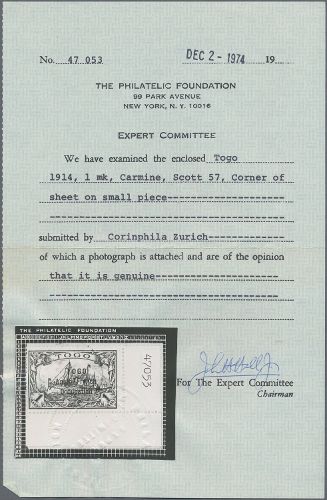 No. 47 053 DEC 2 - 1974 19
THE PHILATELIC FOUNDATION
99 PARK AVENUE
NEW YORK, N. Y. 10016
EXPERT COMMITTEE
We have examined the enclosed Togo
1914, 1 mk, Carmine, Scott 57, Corner of
sheet on small piece
submitted by Corinphila Zurich
of which a photograph is attached and are of the opinion
that it is genuine
THE PHILATELIC FOUNDATION
TOGO
Togo
47053
For The Expert Committee
Chairman